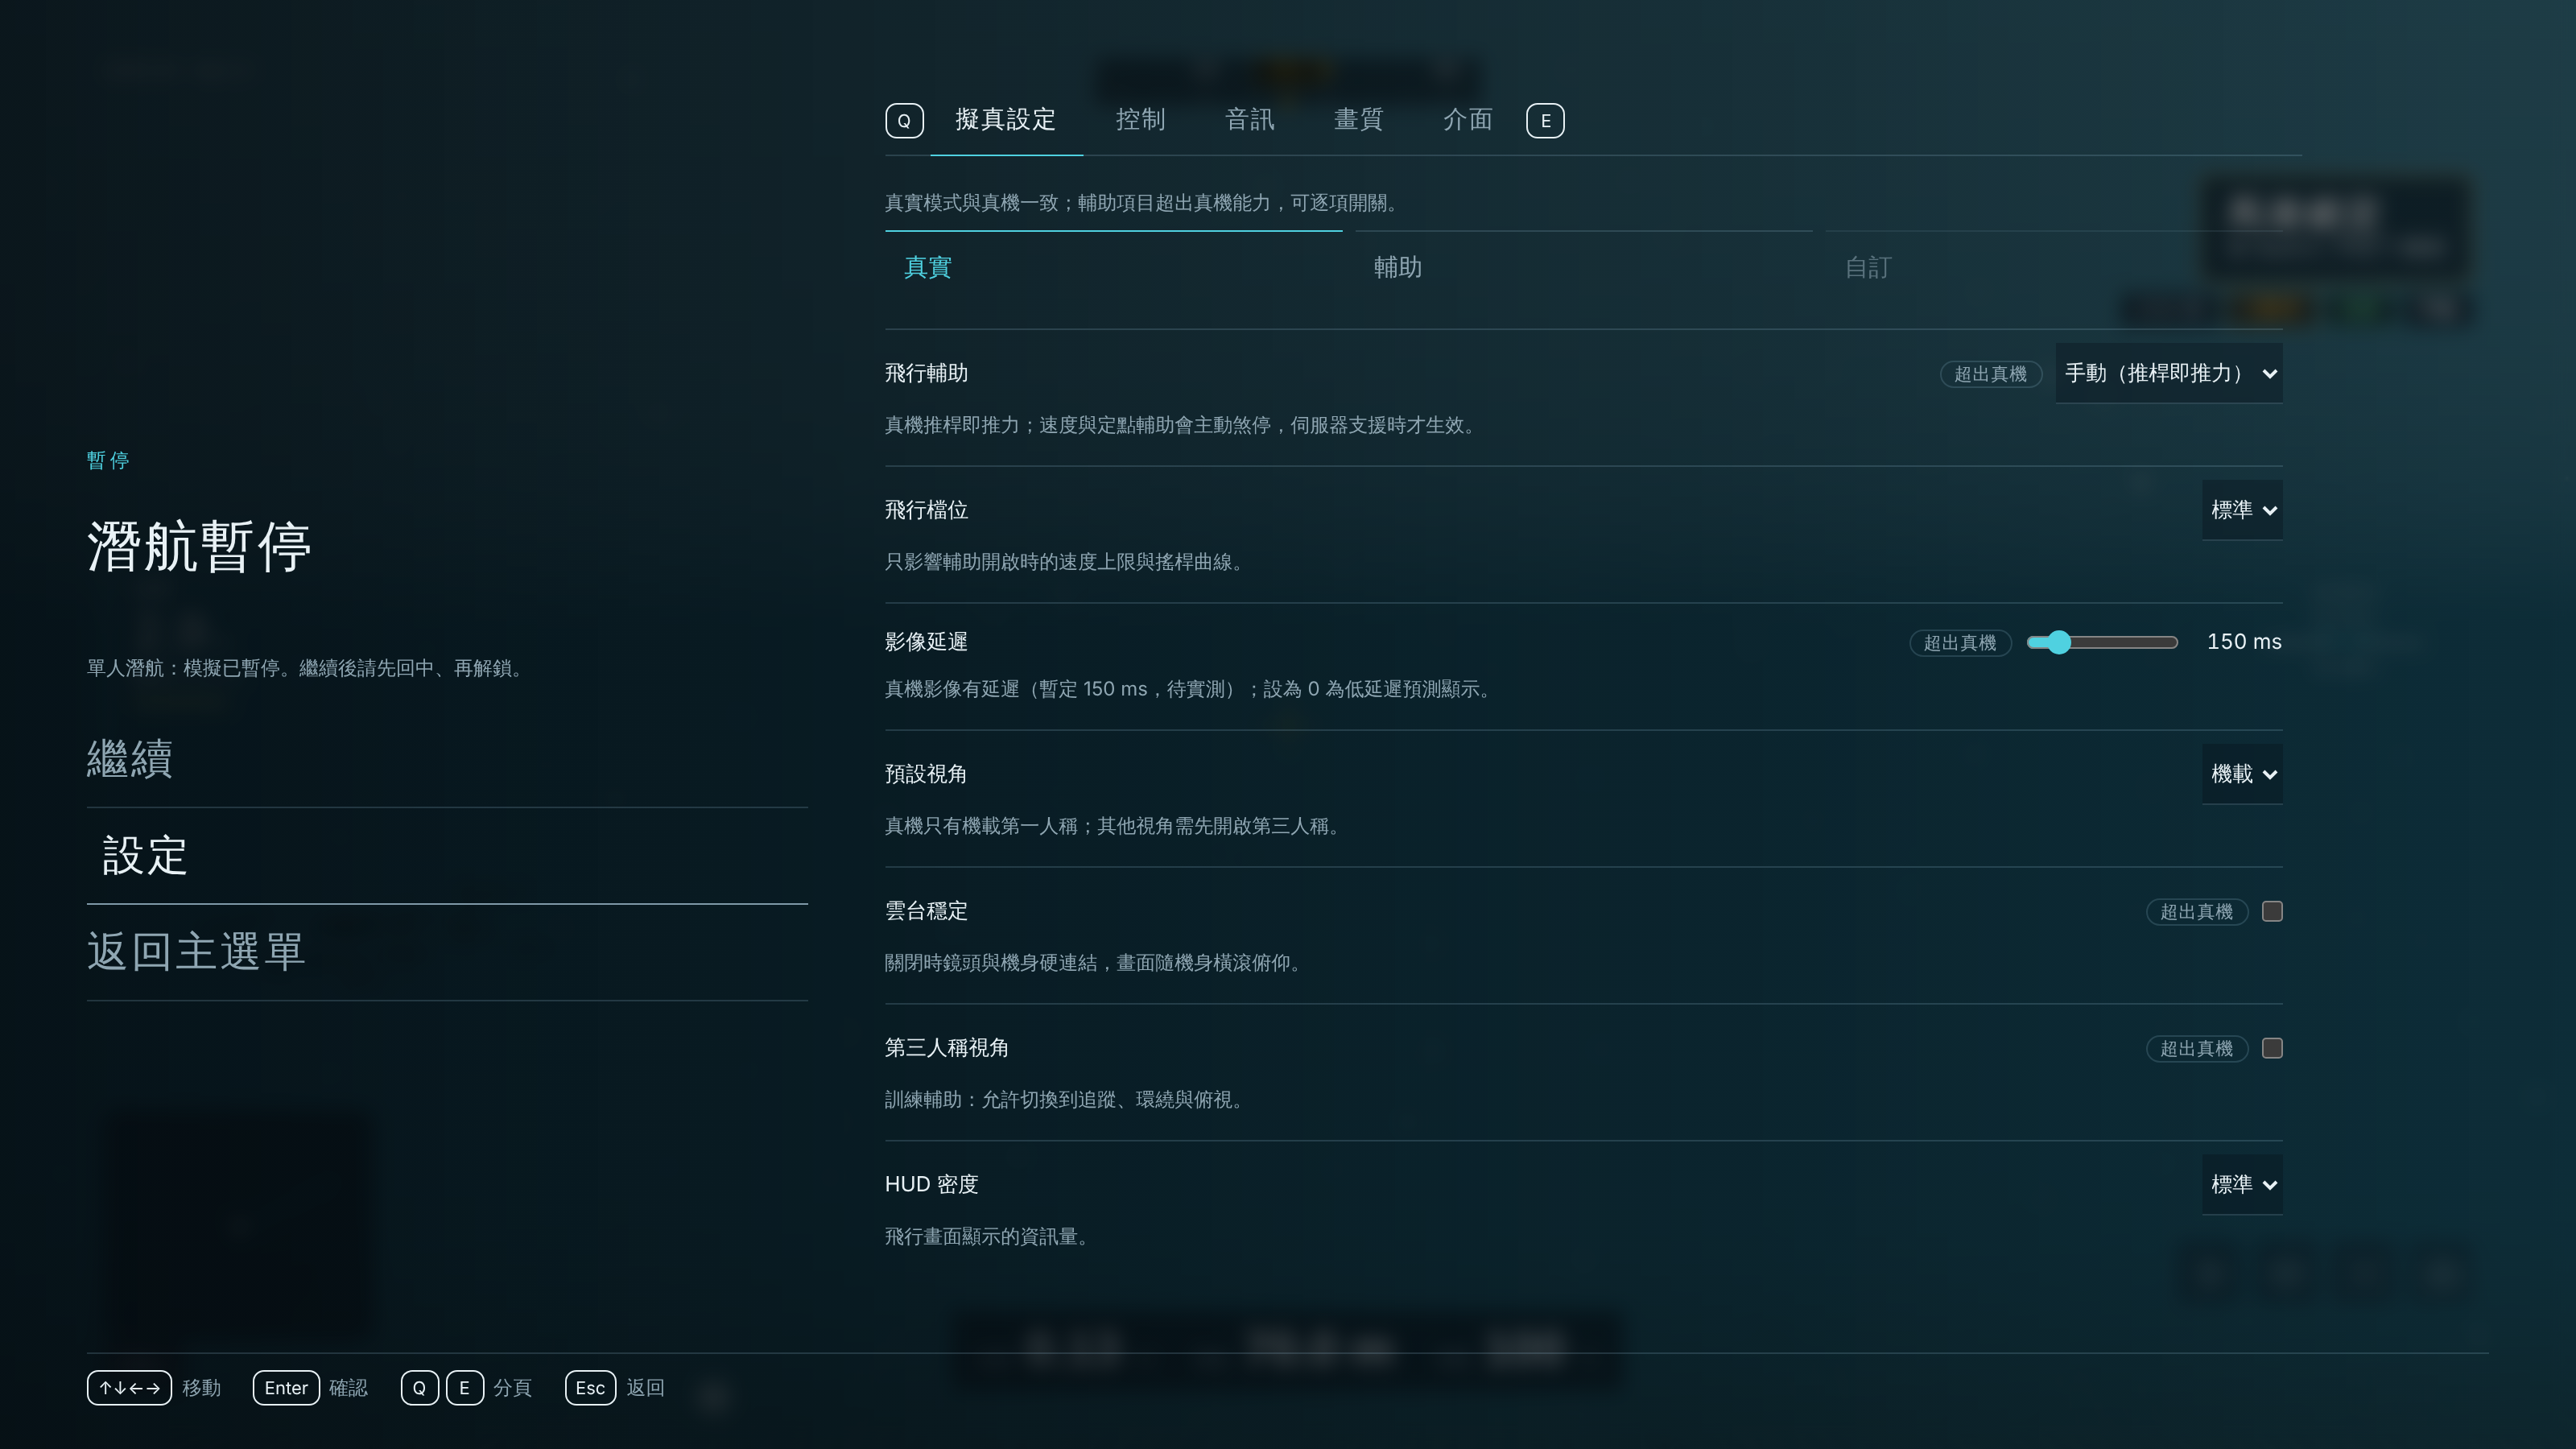 Q 擬真設定 控制 音訊 畫質 介面 E
真實模式與真機一致；輔助項目超出真機能力，可逐項開關。
真實 輔助 自訂
飛行輔助 超出真機 手動（推桿即推力）
真機推桿即推力；速度與定點輔助會主動煞停，伺服器支援時才生效。
飛行檔位 標準
只影響輔助開啟時的速度上限與搖桿曲線。
影像延遲 超出真機 150 ms
真機影像有延遲（暫定 150 ms，待實測）；設為 0 為低延遲預測顯示。
預設視角 機載
真機只有機載第一人稱；其他視角需先開啟第三人稱。
雲台穩定 超出真機
關閉時鏡頭與機身硬連結，畫面隨機身橫滾俯仰。
第三人稱視角 超出真機
訓練輔助：允許切換到追蹤、環繞與俯視。
HUD 密度 標準
飛行畫面顯示的資訊量。
暫停
潛航暫停
單人潛航：模擬已暫停。繼續後請先回中、再解鎖。
繼續
設定
返回主選單
↑↓←→ 移動 Enter 確認 Q E 分頁 Esc 返回